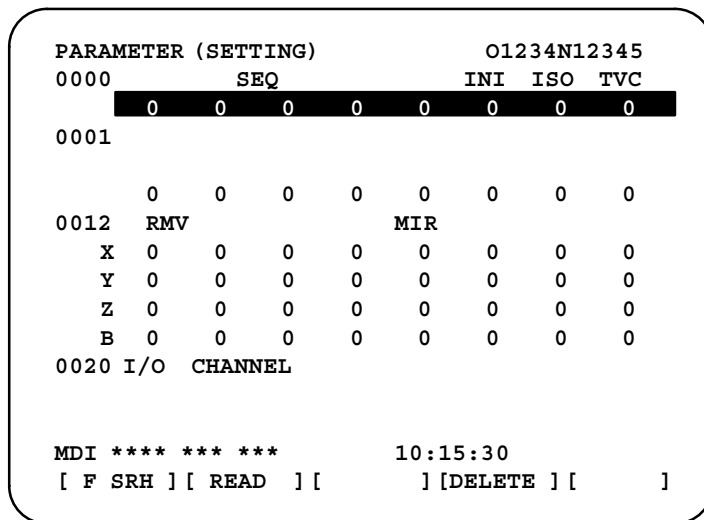 PARAMETER (SETTING) O1234N12345
0000 SEQ INI ISO TVC
0 0 0 0 0 0 0 0
0001
0 0 0 0 0 0 0 0
0012 RMV MIR
X 0 0 0 0 0 0 0 0
Y 0 0 0 0 0 0 0 0
Z 0 0 0 0 0 0 0 0
B 0 0 0 0 0 0 0 0
0020 I/O CHANNEL
MDI **** *** *** 10:15:30
[ F SRH ][ READ ][ ][DELETE ][ ]